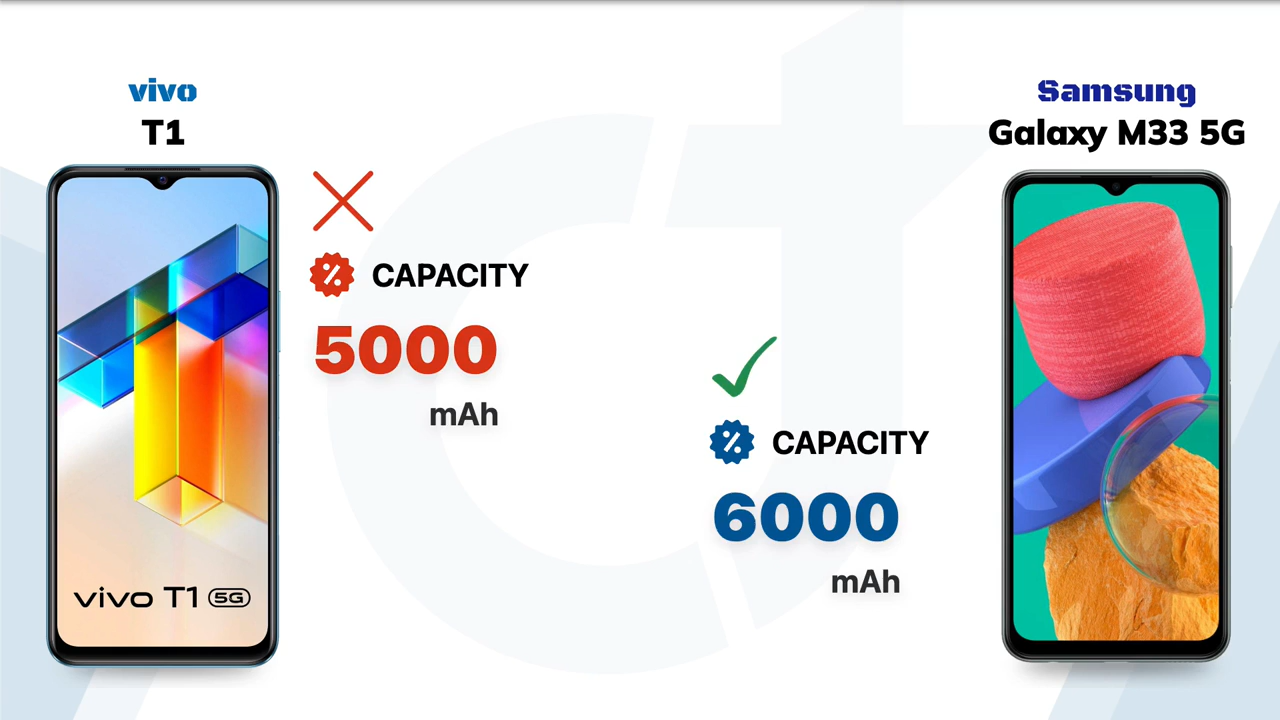 vivo
T1
CAPACITY
5000
mAh
vivo T1 5G
Samsung
Galaxy M33 5G
CAPACITY
6000
mAh